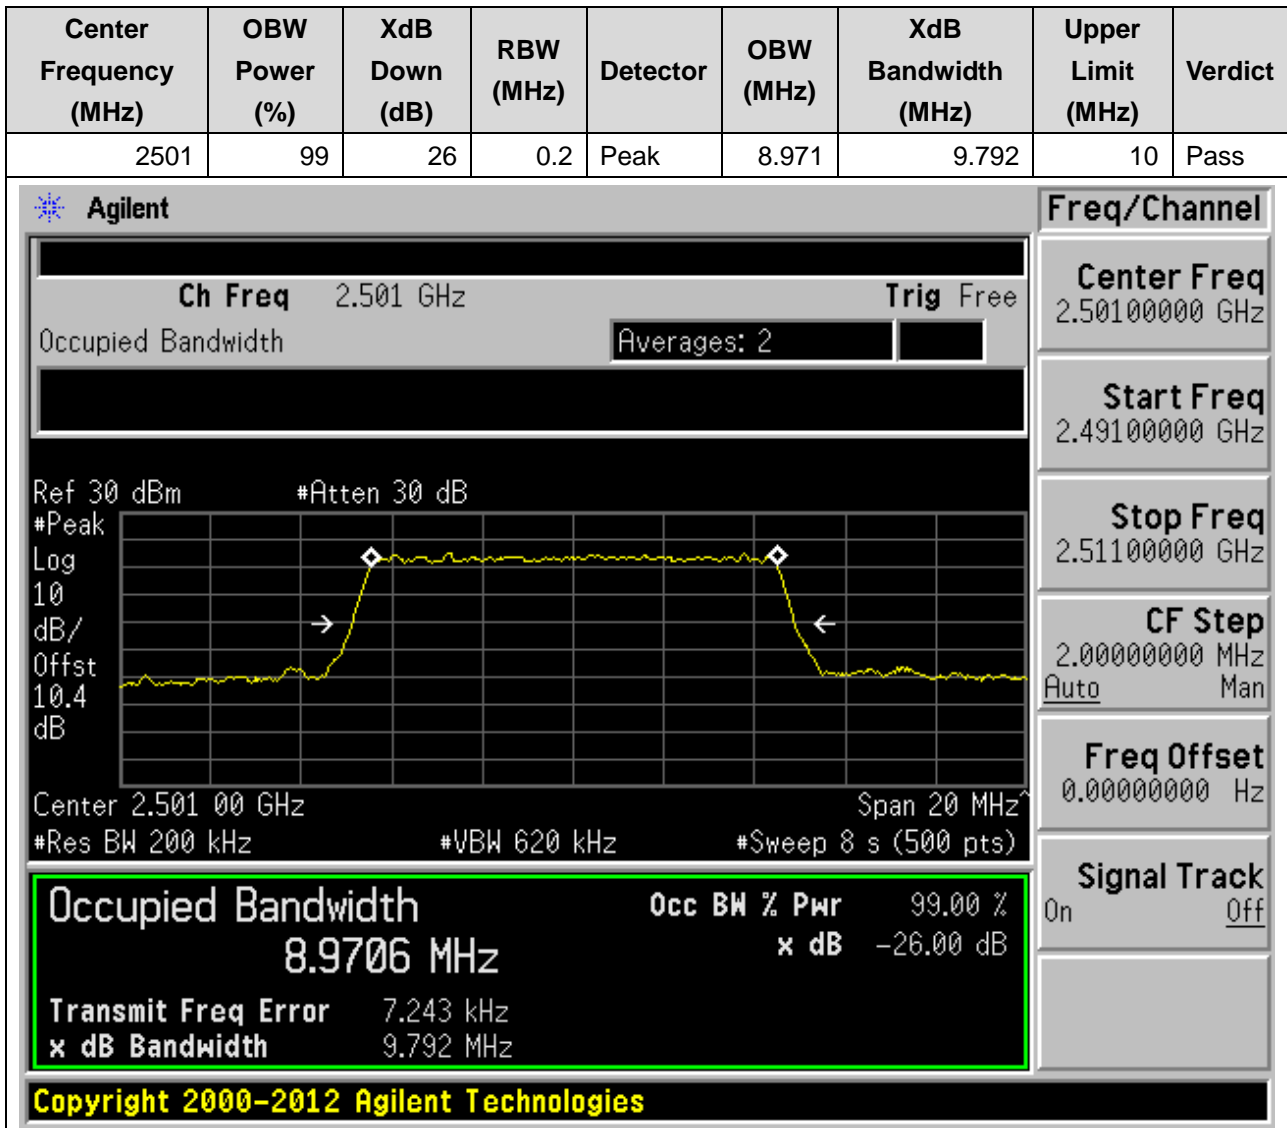 Center Frequency (MHz) OBW Power (%) XdB Down (dB) RBW (MHz) Detector OBW (MHz) XdB Bandwidth (MHz) Upper Limit (MHz) Verdict
2501 99 26 0.2 Peak 8.971 9.792 10 Pass
Agilent
Ch Freq 2.501 GHz Trig Free
Occupied Bandwidth Averages: 2
Ref 30 dBm #Atten 30 dB
#Peak
Log
10
dB/
Offst
10.4
dB
Center 2.501 00 GHz Span 20 MHz^
#Res BW 200 kHz #VBW 620 kHz #Sweep 8 s (500 pts)
Occupied Bandwidth Occ BW % Pwr 99.00 %
8.9706 MHz x dB -26.00 dB
Transmit Freq Error 7.243 kHz
x dB Bandwidth 9.792 MHz
Copyright 2000-2012 Agilent Technologies
Freq/Channel
Center Freq
2.50100000 GHz
Start Freq
2.49100000 GHz
Stop Freq
2.51100000 GHz
CF Step
2.00000000 MHz
Auto Man
Freq Offset
0.00000000 Hz
Signal Track
On Off